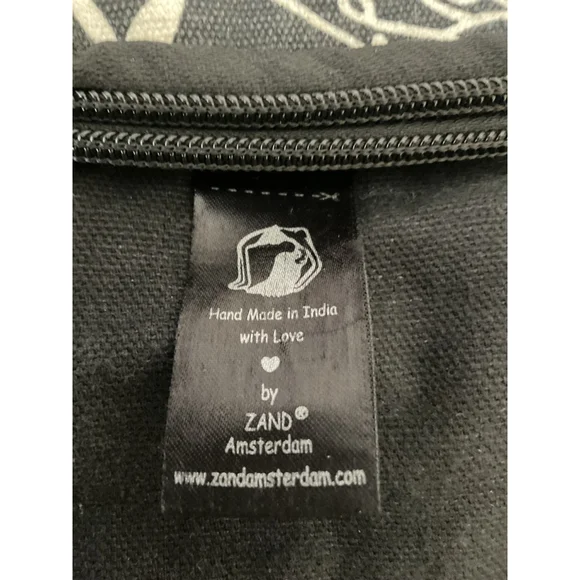 Hand Made in India
with Love
by
ZAND®
Amsterdam
www.zandamsterdam.com